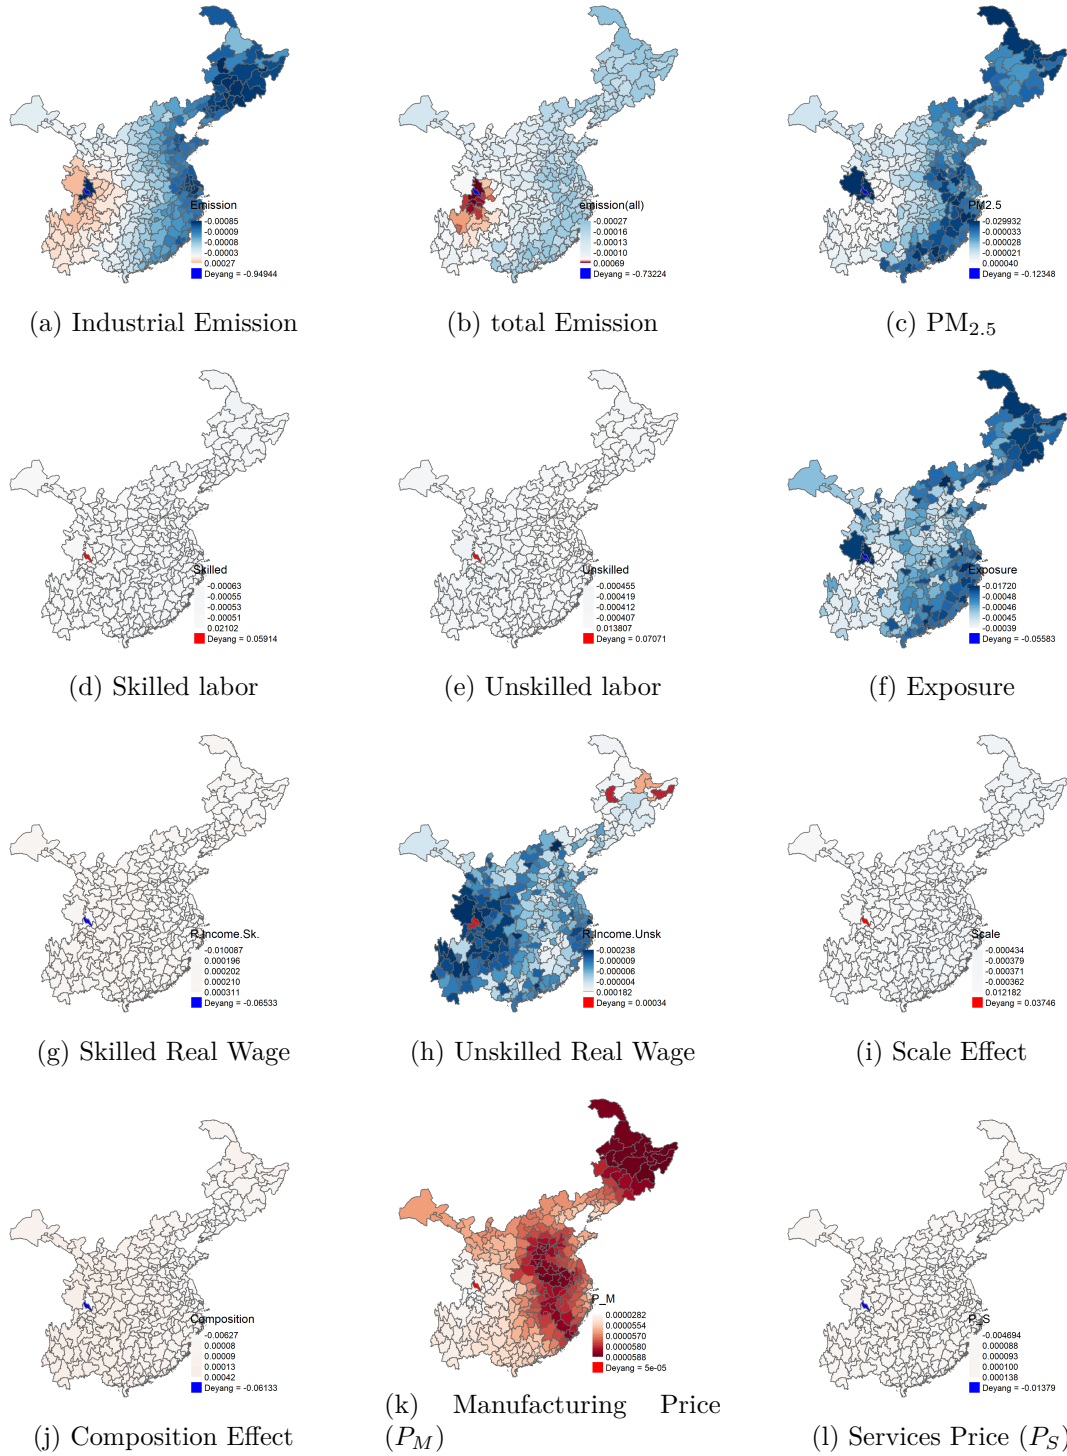 Emission
-0.00085
-0.00009
-0.00008
-0.00003
0.00027
Deyang = -0.94944
(a) Industrial Emission
emission(all)
-0.00027
-0.00016
-0.00013
-0.00010
0.00069
Deyang = -0.73224
(b) total Emission
PM2.5
-0.029932
-0.000033
-0.000028
-0.000021
0.000040
Deyang = -0.12348
(c) PM2.5
Skilled
-0.00063
-0.00055
-0.00053
-0.00051
0.02102
Deyang = 0.05914
(d) Skilled labor
Unskilled
-0.000455
-0.000419
-0.000412
-0.000407
0.013807
Deyang = 0.07071
(e) Unskilled labor
Exposure
-0.01720
-0.00048
-0.00046
-0.00045
-0.00039
Deyang = -0.05583
(f) Exposure
R.Income.Sk.
-0.010087
0.000196
0.000202
0.000210
0.000311
Deyang = -0.06533
(g) Skilled Real Wage
R.Income.Unsk
-0.000238
-0.000009
-0.000006
-0.000004
0.000182
Deyang = 0.00034
(h) Unskilled Real Wage
Scale
-0.000434
-0.000379
-0.000371
-0.000362
0.012182
Deyang = 0.03746
(i) Scale Effect
Composition
-0.00627
0.00008
0.00009
0.00013
0.00042
Deyang = -0.06133
(j) Composition Effect
P_M
0.0000282
0.0000554
0.0000570
0.0000580
0.0000588
Deyang = 5e-05
(k) Manufacturing Price
(P_M)
P_S
-0.004694
0.000088
0.000093
0.000100
0.000138
Deyang = -0.01379
(l) Services Price (P_S)